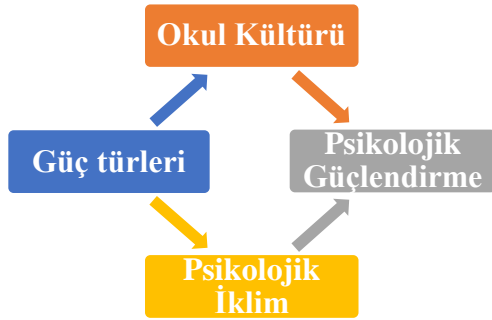 Okul Kültürü
Güç türleri
Psikolojik
Güçlendirme
Psikolojik
İklim